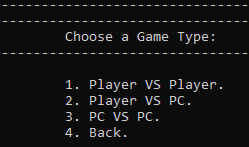 Choose a Game Type:
1. Player VS Player.
2. Player VS PC.
3. PC VS PC.
4. Back.